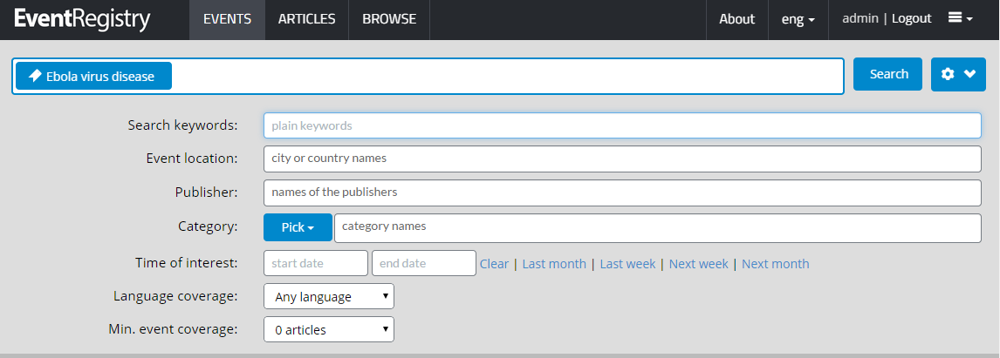 EventRegistry EVENTS ARTICLES BROWSE About eng admin | Logout
Ebola virus disease Search
Search keywords: plain keywords
Event location: city or country names
Publisher: names of the publishers
Category: Pick category names
Time of interest: start date end date Clear | Last month | Last week | Next week | Next month
Language coverage: Any language
Min. event coverage: 0 articles